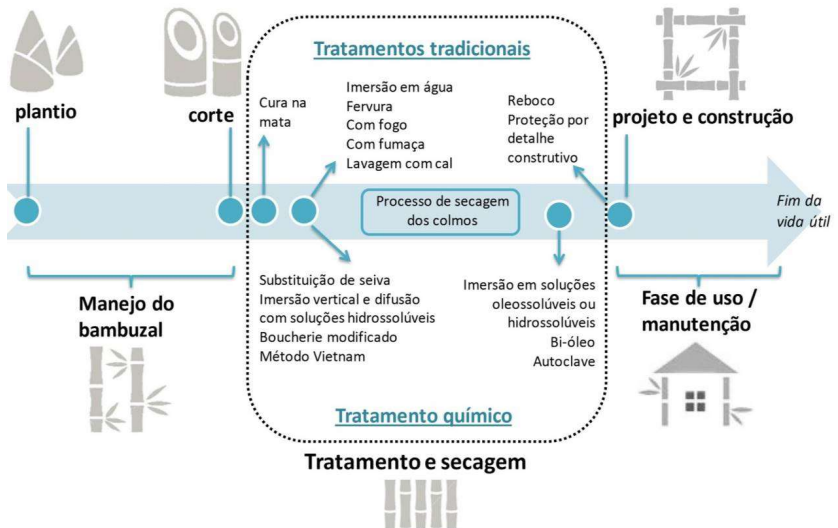 Tratamentos tradicionais
plantio
corte
Cura na
mata
Imersão em água
Fervura
Com fogo
Com fumaça
Lavagem com cal
Reboco
Proteção por
detalhe
construtivo
projeto e construção
Processo de secagem
dos colmos
Fim da
vida útil
Manejo do
bambuzal
Substituição de seiva
Imersão vertical e difusão
com soluções hidrossolúveis
Boucherie modificado
Método Vietnam
Imersão em soluções
oleossolúveis ou
hidrossolúveis
Bi-óleo
Autoclave
Fase de uso /
manutenção
Tratamento químico
Tratamento e secagem